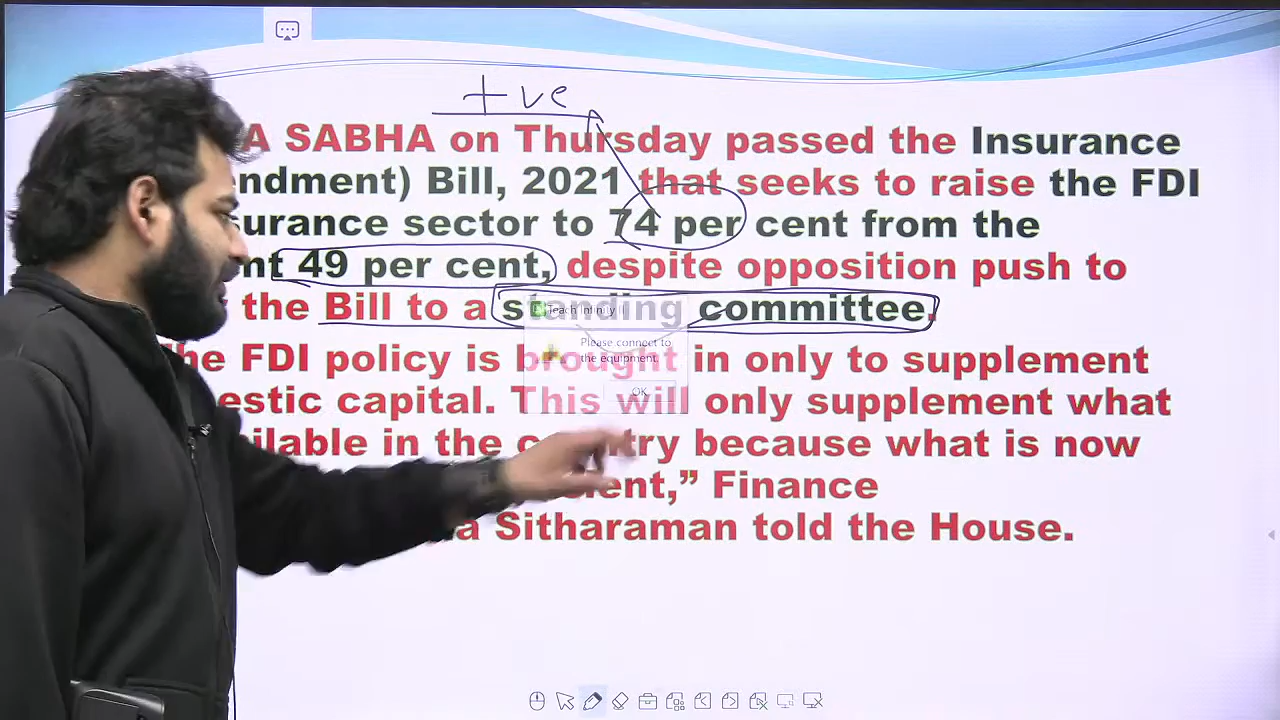 +ve
A SABHA on Thursday passed the Insurance
ndment) Bill, 2021 that seeks to raise the FDI
surance sector to 74 per cent from the
nt 49 per cent, despite opposition push to
the Bill to a standing committee.
he FDI policy is brought in only to supplement
estic capital. This will only supplement what
ilable in the country because what is now
ient,” Finance
a Sitharaman told the House.
Teach Infinity
Please connect to
the equipment
OK